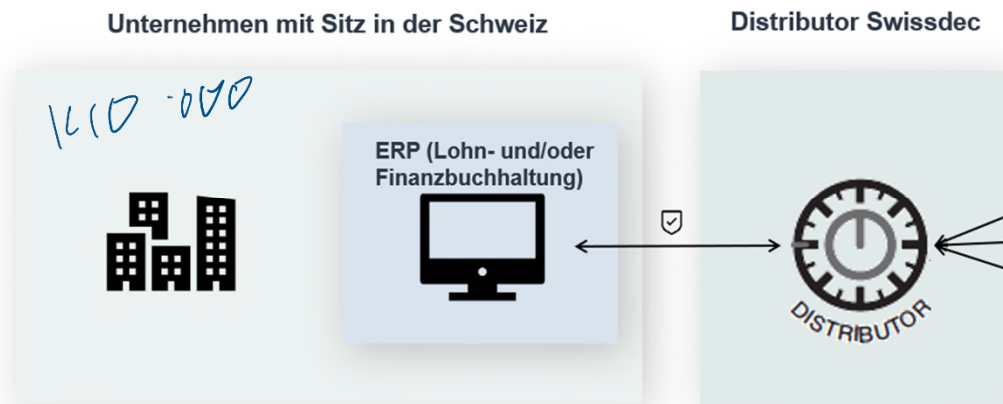 Unternehmen mit Sitz in der Schweiz
Distributor Swissdec
ERP (Lohn- und/oder
Finanzbuchhaltung)
DISTRIBUTOR